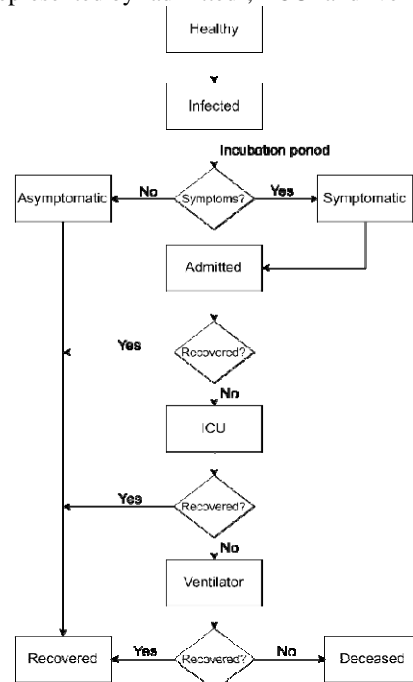 Healthy
Infected
Incubation period
Asymptomatic
No
Symptoms?
Yes
Symptomatic
Admitted
Yes
Recovered?
No
ICU
Yes
Recovered?
No
Ventilator
Recovered
Yes
Recovered?
No
Deceased